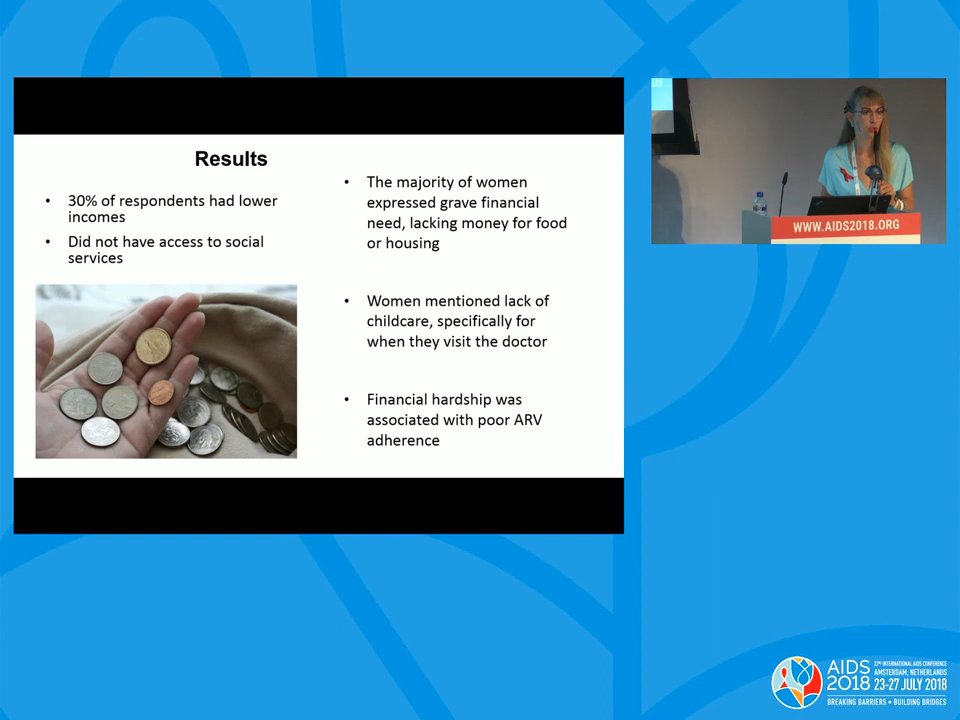 Results
• 30% of respondents had lower
incomes
• Did not have access to social
services
• The majority of women
expressed grave financial
need, lacking money for food
or housing
• Women mentioned lack of
childcare, specifically for
when they visit the doctor
• Financial hardship was
associated with poor ARV
adherence
WWW.AIDS2018.ORG
AIDS
2018
22ND INTERNATIONAL AIDS CONFERENCE
AMSTERDAM, NETHERLANDS
23-27 JULY 2018
BREAKING BARRIERS • BUILDING BRIDGES